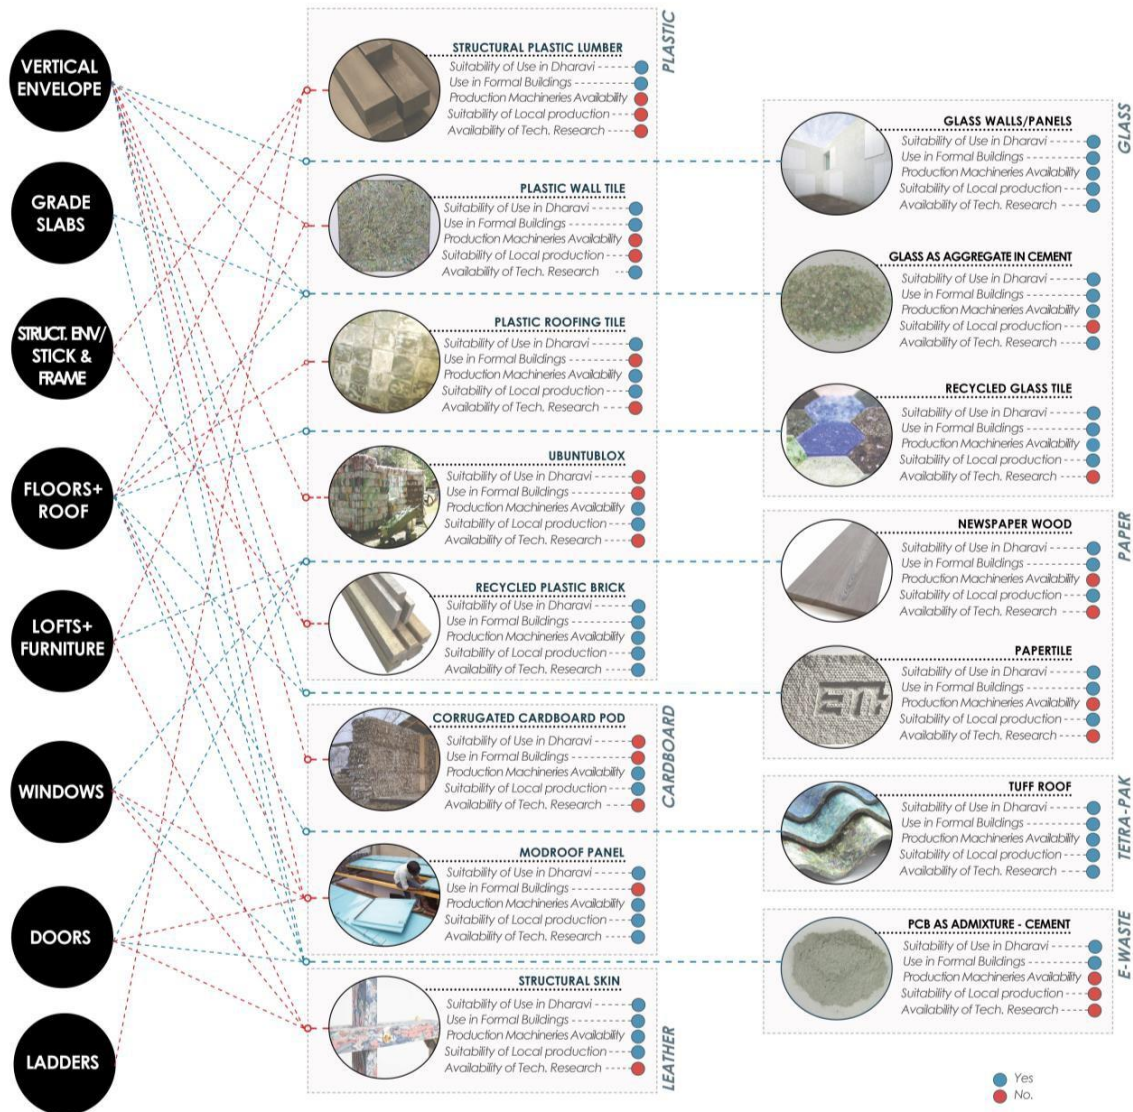 VERTICAL
ENVELOPE
GRADE
SLABS
STRUCT. ENV/
STICK &
FRAME
FLOORS+
ROOF
LOFTS+
FURNITURE
WINDOWS
DOORS
LADDERS
PLASTIC
STRUCTURAL PLASTIC LUMBER
Suitability of Use in Dharavi
Use in Formal Buildings
Production Machineries Availability
Suitability of Local production
Availability of Tech. Research
PLASTIC WALL TILE
Suitability of Use in Dharavi
Use in Formal Buildings
Production Machineries Availability
Suitability of Local production
Availability of Tech. Research
PLASTIC ROOFING TILE
Suitability of Use in Dharavi
Use in Formal Buildings
Production Machineries Availability
Suitability of Local production
Availability of Tech. Research
UBUNTUBLOX
Suitability of Use in Dharavi
Use in Formal Buildings
Production Machineries Availability
Suitability of Local production
Availability of Tech. Research
RECYCLED PLASTIC BRICK
Suitability of Use in Dharavi
Use in Formal Buildings
Production Machineries Availability
Suitability of Local production
Availability of Tech. Research
CARDBOARD
CORRUGATED CARDBOARD POD
Suitability of Use in Dharavi
Use in Formal Buildings
Production Machineries Availability
Suitability of Local production
Availability of Tech. Research
MODROOF PANEL
Suitability of Use in Dharavi
Use in Formal Buildings
Production Machineries Availability
Suitability of Local production
Availability of Tech. Research
LEATHER
STRUCTURAL SKIN
Suitability of Use in Dharavi
Use in Formal Buildings
Production Machineries Availability
Suitability of Local production
Availability of Tech. Research
GLASS
GLASS WALLS/PANELS
Suitability of Use in Dharavi
Use in Formal Buildings
Production Machineries Availability
Suitability of Local production
Availability of Tech. Research
GLASS AS AGGREGATE IN CEMENT
Suitability of Use in Dharavi
Use in Formal Buildings
Production Machineries Availability
Suitability of Local production
Availability of Tech. Research
RECYCLED GLASS TILE
Suitability of Use in Dharavi
Use in Formal Buildings
Production Machineries Availability
Suitability of Local production
Availability of Tech. Research
PAPER
NEWSPAPER WOOD
Suitability of Use in Dharavi
Use in Formal Buildings
Production Machineries Availability
Suitability of Local production
Availability of Tech. Research
PAPERTILE
Suitability of Use in Dharavi
Use in Formal Buildings
Production Machineries Availability
Suitability of Local production
Availability of Tech. Research
TETRA-PAK
TUFF ROOF
Suitability of Use in Dharavi
Use in Formal Buildings
Production Machineries Availability
Suitability of Local production
Availability of Tech. Research
E-WASTE
PCB AS ADMIXTURE - CEMENT
Suitability of Use in Dharavi
Use in Formal Buildings
Production Machineries Availability
Suitability of Local production
Availability of Tech. Research
Yes
No.